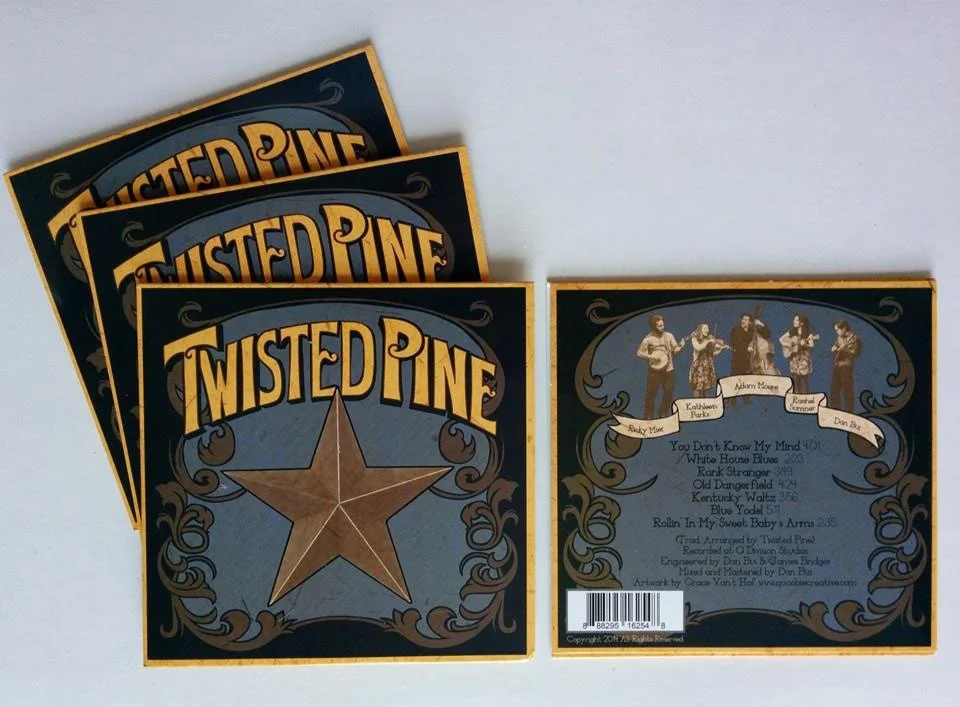 TWISTED PINE
TWISTED PINE
TWISTED PINE
Ricky Mier
Kathleen
Parks
Adam Moore
Rachel
Sumner
Dan Bui
You Don't Know My Mind 4:01
White House Blues 2:23
Rank Stranger 3:49
Old Dangerfield 4:24
Kentucky Waltz 3:56
Blue Yodel 5:11
Rollin' In My Sweet Baby's Arms 2:35
(Trad. Arranged by Twisted Pine)
Recorded at Q Division Studios
Engineered by Dan Bui & James Bridges
Mixed and Mastered by Dan Bui
Artwork by Grace Van't Hof www.quoobiecreative.com
8 88295 16254 8
Copyright 2014 All Rights Reserved